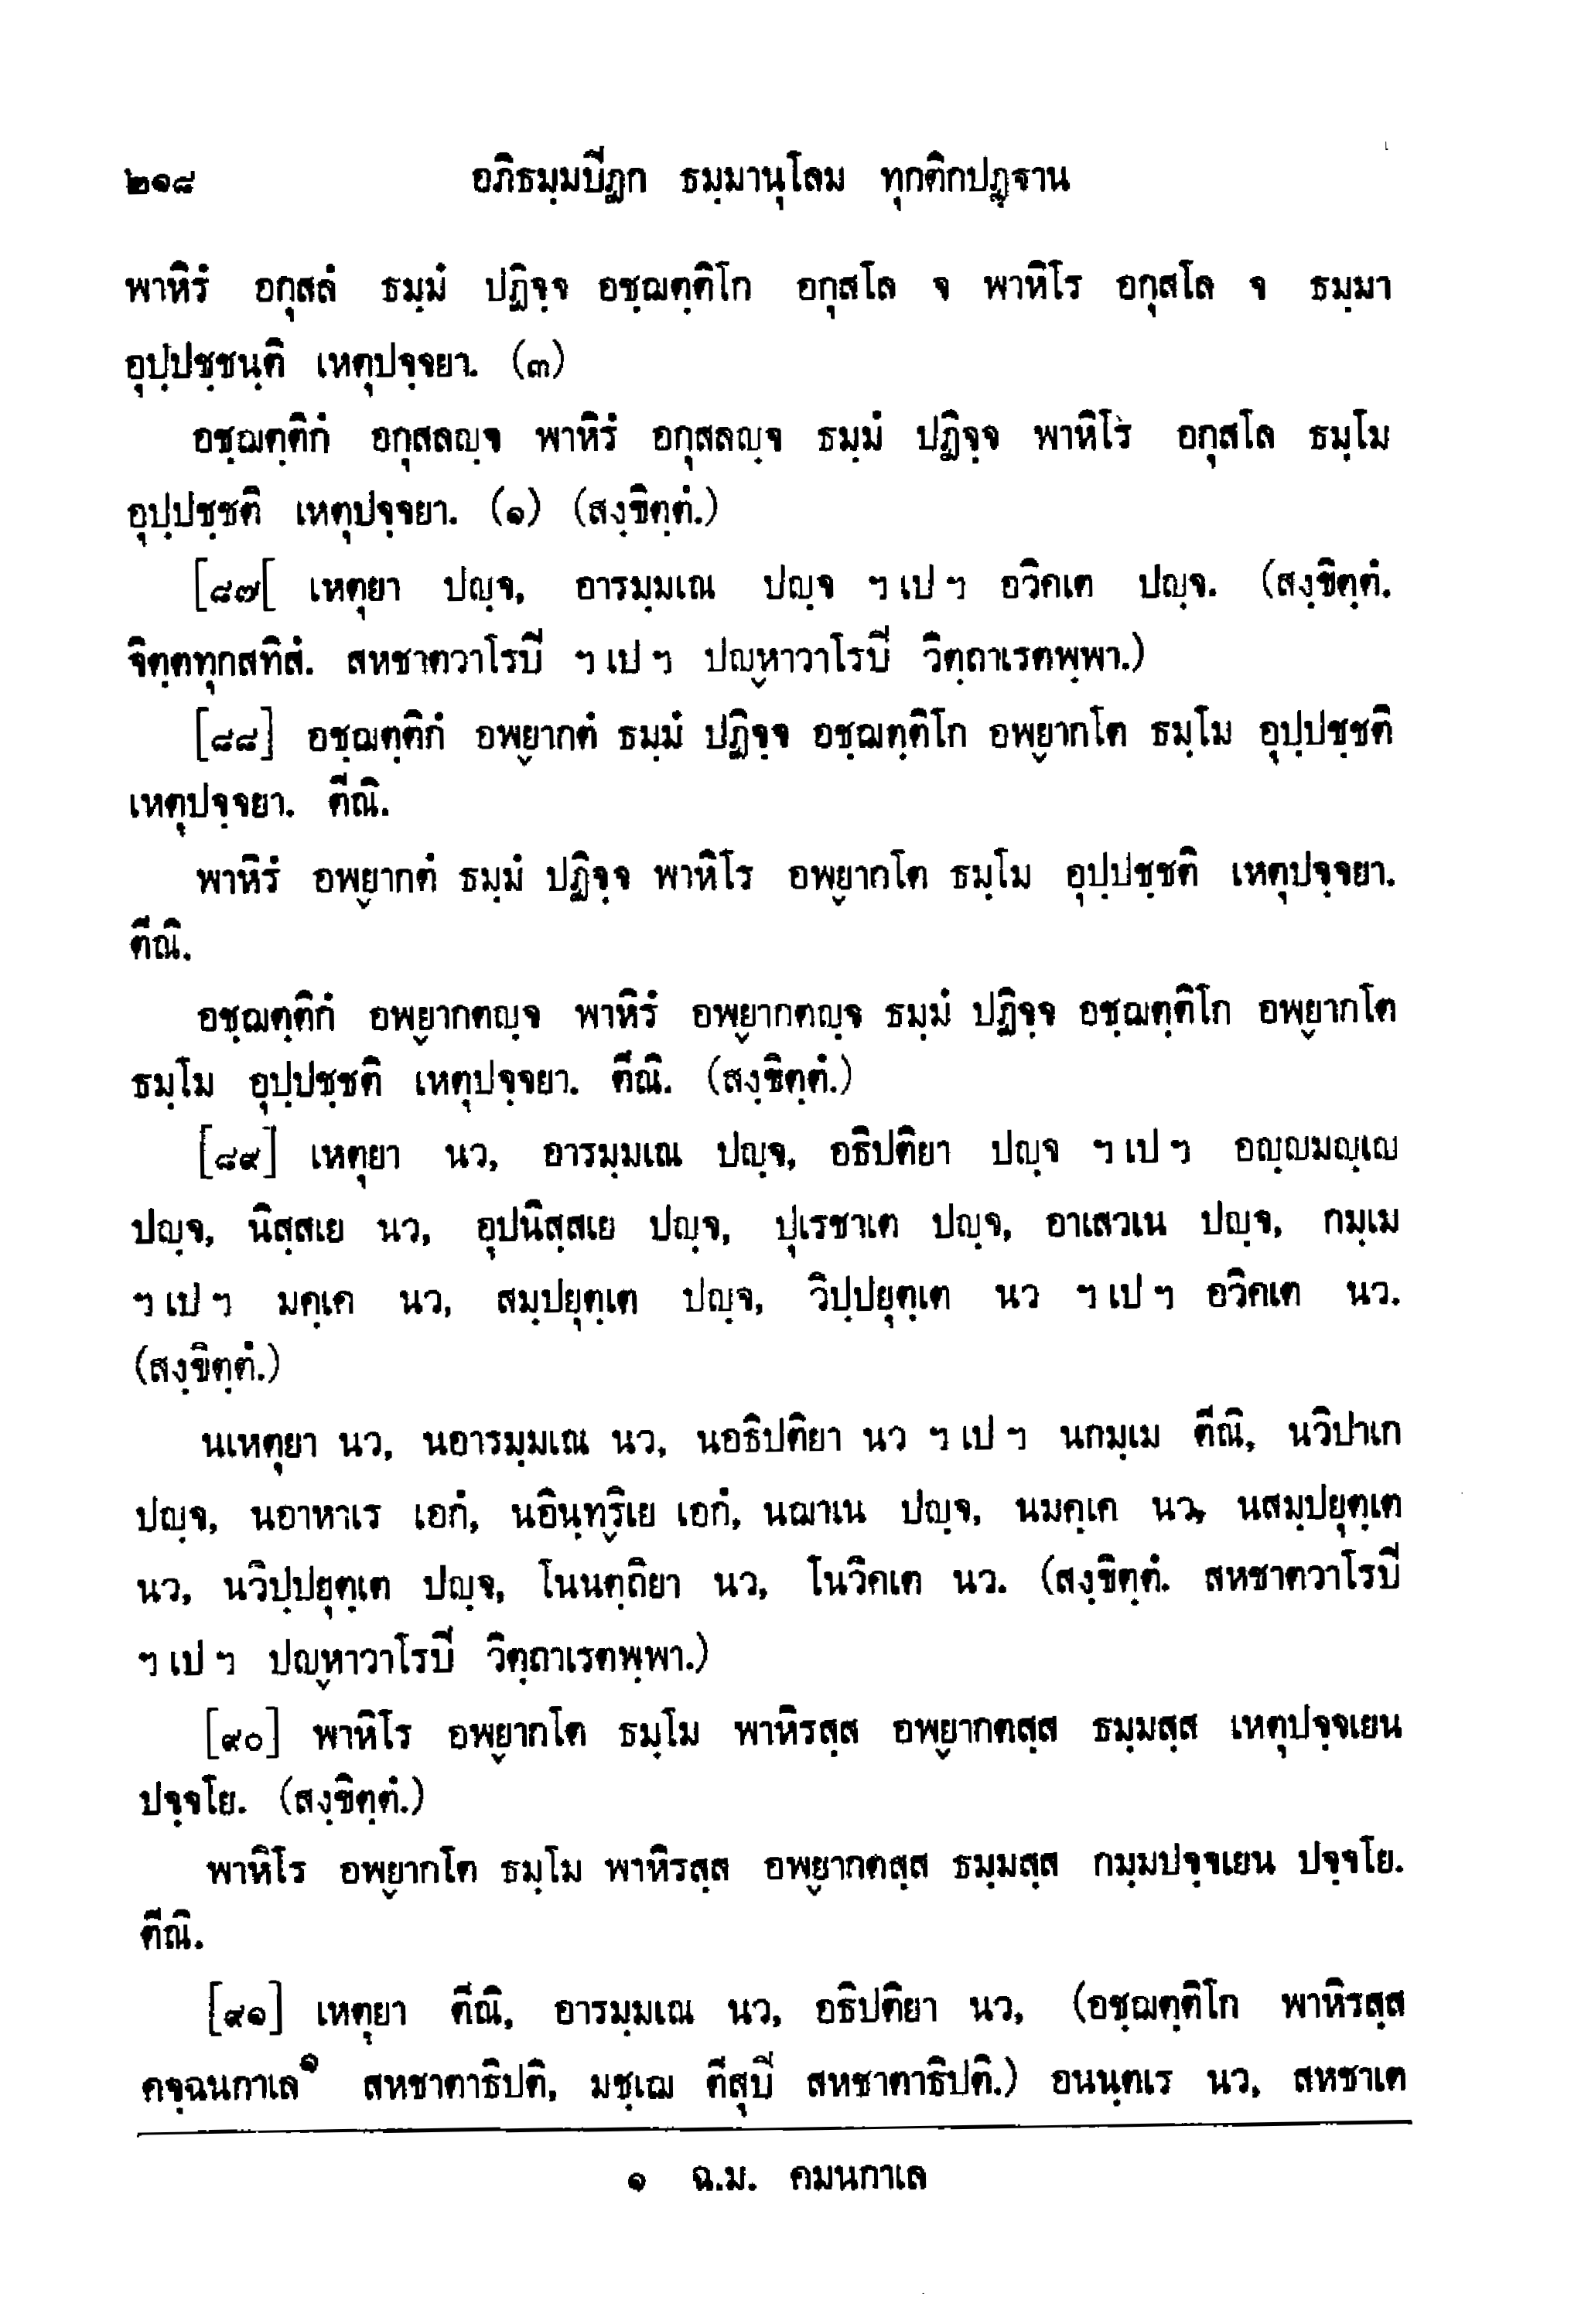 ๒๑๘ อภิธมฺมปีฏก ธมฺมานุโลม ทุกติกปฏฺฐาน
พาหิรํ อกุสลํ ธมฺมํ ปฏิจฺจ อชฺฌตฺติโก อกุสโล จ พาหิโร อกุสโล จ ธมฺมา
อุปฺปชฺชนฺติ เหตุปจฺจยา. (๓)
อชฺฌตฺติกํ อกุสลญฺจ พาหิรํ อกุสลญฺจ ธมฺมํ ปฏิจฺจ พาหิโร อกุสโล ธมฺโม
อุปฺปชฺชติ เหตุปจฺจยา. (๑) (สงฺขิตฺตํ.)
[๘๗[ เหตุยา ปญฺจ, อารมฺมเณ ปญฺจ ฯ เป ฯ อวิคเต ปญฺจ. (สงฺขิตฺตํ.
จิตฺตทุกสทิสํ. สหชาตวาโรปี ฯ เป ฯ ปญฺหาวาโรปี วิตฺถาเรตพฺพา.)
[๘๘] อชฺฌตฺติกํ อพฺยากตํ ธมฺมํ ปฏิจฺจ อชฺฌตฺติโก อพฺยากโต ธมฺโม อุปฺปชฺชติ
เหตุปจฺจยา. ตีณิ.
พาหิรํ อพฺยากตํ ธมฺมํ ปฏิจฺจ พาหิโร อพฺยากโต ธมฺโม อุปฺปชฺชติ เหตุปจฺจยา.
ตีณิ.
อชฺฌตฺติกํ อพฺยากตญฺจ พาหิรํ อพฺยากตญฺจ ธมฺมํ ปฏิจฺจ อชฺฌตฺติโก อพฺยากโต
ธมฺโม อุปฺปชฺชติ เหตุปจฺจยา. ตีณิ. (สงฺขิตฺตํ.)
[๘๙] เหตุยา นว, อารมฺมเณ ปญฺจ, อธิปติยา ปญฺจ ฯ เป ฯ อญฺญมญฺเญ
ปญฺจ, นิสฺสเย นว, อุปนิสฺสเย ปญฺจ, ปุเรชาเต ปญฺจ, อาเสวเน ปญฺจ, กมฺเม
ฯ เป ฯ มคฺเค นว, สมฺปยุตฺเต ปญฺจ, วิปฺปยุตฺเต นว ฯ เป ฯ อวิคเต นว.
(สงฺขิตฺตํ.)
นเหตุยา นว, นอารมฺมเณ นว, นอธิปติยา นว ฯ เป ฯ นกมฺเม ตีณิ, นวิปาเก
ปญฺจ, นอาหาเร เอกํ, นอินฺทฺริเย เอกํ, นฌาเน ปญฺจ, นมคฺเค นว, นสมฺปยุตฺเต
นว, นวิปฺปยุตฺเต ปญฺจ, โนนตฺถิยา นว, โนวิคเต นว. (สงฺขิตฺตํ. สหชาตวาโรปี
ฯ เป ฯ ปญฺหาวาโรปี วิตฺถาเรตพฺพา.)
[๙๐] พาหิโร อพฺยากโต ธมฺโม พาหิรสฺส อพฺยากตสฺส ธมฺมสฺส เหตุปจฺจเยน
ปจฺจโย. (สงฺขิตฺตํ.)
พาหิโร อพฺยากโต ธมฺโม พาหิรสฺส อพฺยากตสฺส ธมฺมสฺส กมฺมปจฺจเยน ปจฺจโย.
ตีณิ.
[๙๑] เหตุยา ตีณิ, อารมฺมเณ นว, อธิปติยา นว, (อชฺฌตฺติโก พาหิรสฺส
คจฺฉนกาเล๑ สหชาตาธิปติ, มชฺเฌ ตีสุปี สหชาตาธิปติ.) อนนฺตเร นว, สหชาเต
๑ ฉ.ม. คมนกาเล